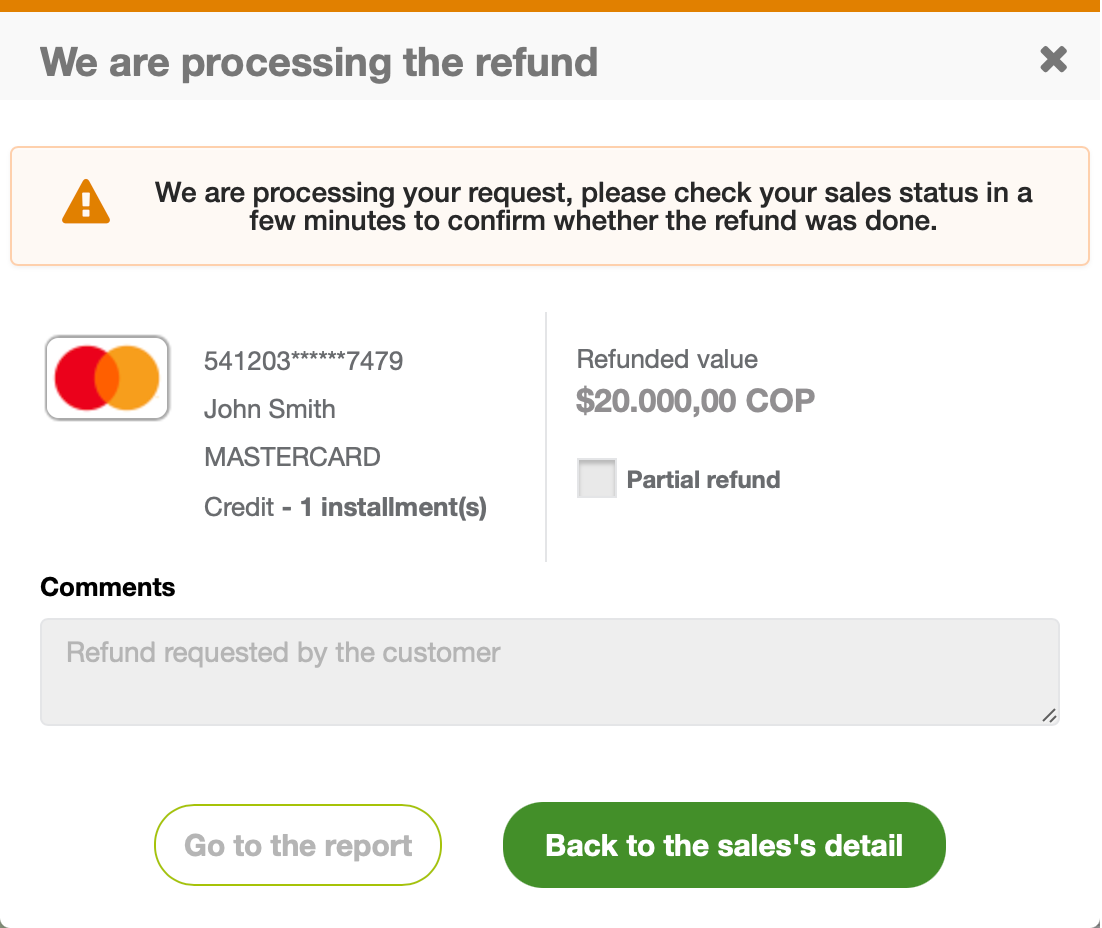 We are processing the refund
We are processing your request, please check your sales status in a
few minutes to confirm whether the refund was done.
541203******7479
John Smith
MASTERCARD
Credit - 1 installment(s)
Refunded value
$20.000,00 COP
Partial refund
Comments
Refund requested by the customer
Go to the report
Back to the sales's detail